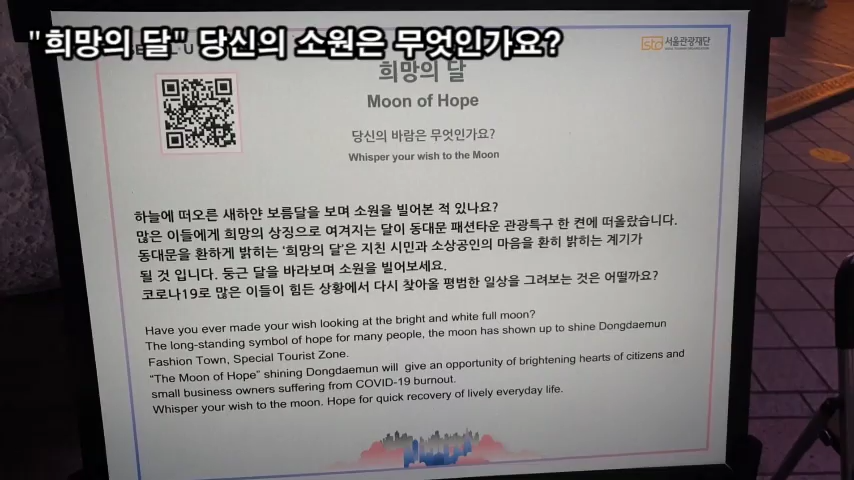 "희망의 달" 당신의 소원은 무엇인가요?
서울관광재단
희망의 달
Moon of Hope
당신의 바람은 무엇인가요?
Whisper your wish to the Moon
하늘에 떠오른 새하얀 보름달을 보며 소원을 빌어본 적 있나요?
많은 이들에게 희망의 상징으로 여겨지는 달이 동대문 패션타운 관광특구 한 켠에 떠올랐습니다.
동대문을 환하게 밝히는 '희망의 달'은 지친 시민과 소상공인의 마음을 환히 밝히는 계기가
될 것 입니다. 둥근 달을 바라보며 소원을 빌어보세요.
코로나19로 많은 이들이 힘든 상황에서 다시 찾아올 평범한 일상을 그려보는 것은 어떨까요?
Have you ever made your wish looking at the bright and white full moon?
The long-standing symbol of hope for many people, the moon has shown up to shine Dongdaemun
Fashion Town, Special Tourist Zone.
"The Moon of Hope" shining Dongdaemun will give an opportunity of brightening hearts of citizens and
small business owners suffering from COVID-19 burnout.
Whisper your wish to the moon. Hope for quick recovery of lively everyday life.